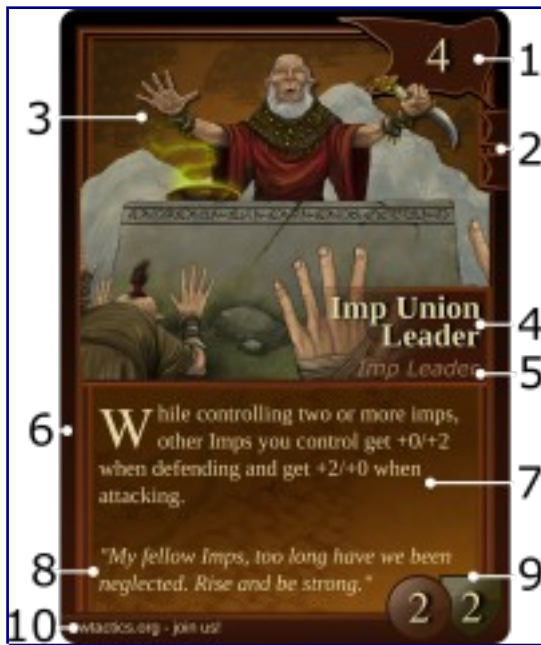 4
1
2
3
Imp Union
Leader
4
Imp Leader
5
6
While controlling two or more imps,
other Imps you control get +0/+2
when defending and get +2/+0 when
attacking.
7
"My fellow Imps, too long have we been
neglected. Rise and be strong."
8
9
2
2
10
wtactics.org - join us!